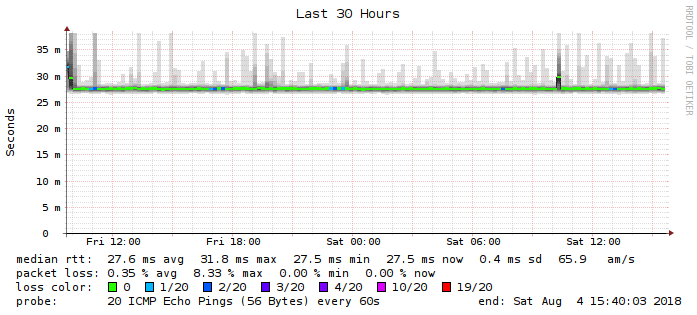 Last 30 Hours
RRDTOOL / TOBI OETIKER
Seconds
35 m
30 m
25 m
20 m
15 m
10 m
5 m
0
Fri 12:00 Fri 18:00 Sat 00:00 Sat 06:00 Sat 12:00
median rtt: 27.6 ms avg 31.8 ms max 27.5 ms min 27.5 ms now 0.4 ms sd 65.9 am/s
packet loss: 0.35 % avg 8.33 % max 0.00 % min 0.00 % now
loss color: 0 1/20 2/20 3/20 4/20 10/20 19/20
probe: 20 ICMP Echo Pings (56 Bytes) every 60s end: Sat Aug 4 15:40:03 2018